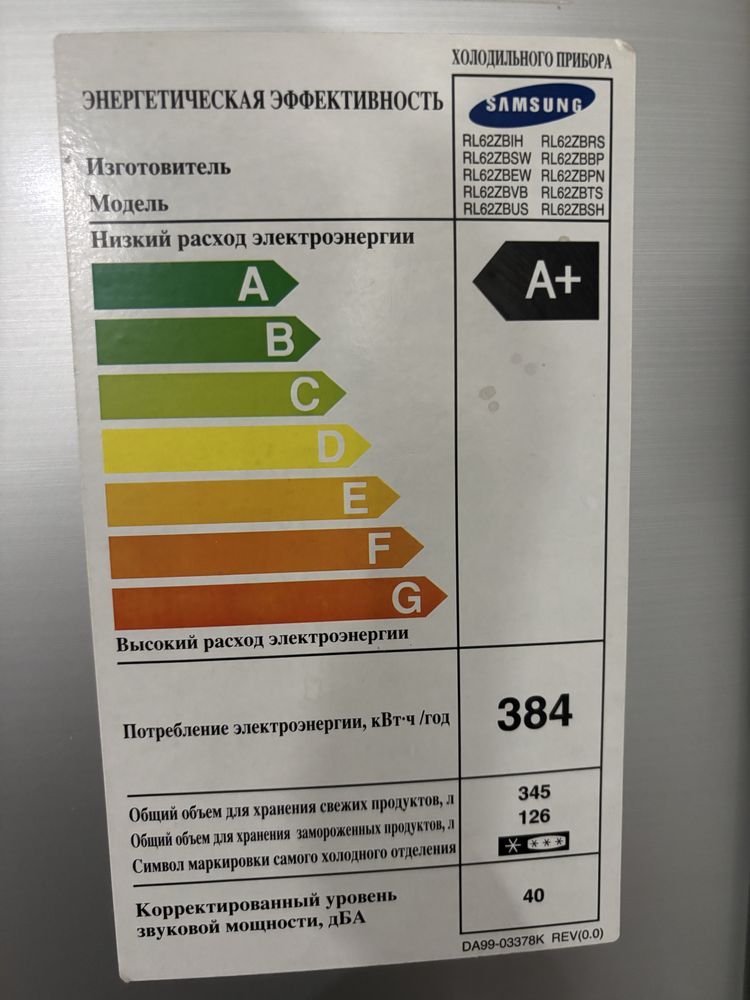 ХОЛОДИЛЬНОГО ПРИБОРА
ЭНЕРГЕТИЧЕСКАЯ ЭФФЕКТИВНОСТЬ
SAMSUNG
Изготовитель
Модель
RL62ZBIH RL62ZBRS
RL62ZBSW RL62ZBBP
RL62ZBEW RL62ZBPN
RL62ZBVB RL62ZBTS
RL62ZBUS RL62ZBSH
Низкий расход электроэнергии
A
A+
B
C
D
E
F
G
Высокий расход электроэнергии
Потребление электроэнергии, кВт·ч /год 384
Общий объем для хранения свежих продуктов, л 345
Общий объем для хранения замороженных продуктов, л 126
Символ маркировки самого холодного отделения * ***
Корректированный уровень
звуковой мощности, дБА 40
DA99-03378K REV(0.0)